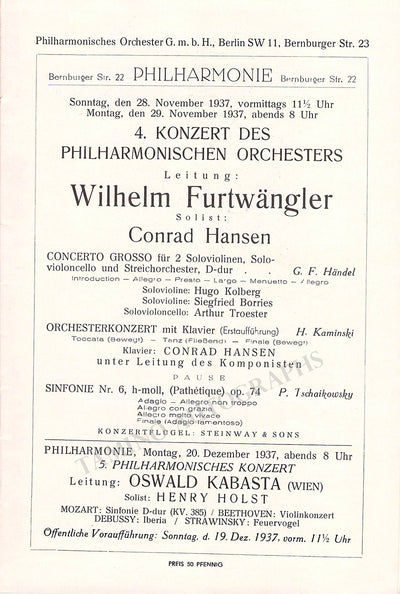 Philharmonisches Orchester G. m. b. H., Berlin SW 11, Bernburger Str. 23
Bernburger Str. 22 PHILHARMONIE Bernburger Str. 22
Sonntag, den 28. November 1937, vormittags 11½ Uhr
Montag, den 29. November 1937, abends 8 Uhr
4. KONZERT DES
PHILHARMONISCHEN ORCHESTERS
Leitung:
Wilhelm Furtwängler
Solist:
Conrad Hansen
CONCERTO GROSSO für 2 Soloviolinen, Solo-
violoncello und Streichorchester, D-dur . . G. F. Händel
Introduction — Allegro — Presto — Largo — Menuetto — Allegro
Solovioline: Hugo Kolberg
Solovioline: Siegfried Borries
Solovioloncello: Arthur Troester
ORCHESTERKONZERT mit Klavier (Erstaufführung) H. Kaminski
Toccata (Bewegt) — Tanz (Fließend) — Finale (Bewegt)
Klavier: CONRAD HANSEN
unter Leitung des Komponisten
PAUSE
SINFONIE Nr. 6, h-moll, (Pathétique) op. 74 P. Tschaikowsky
Adagio — Allegro non troppo
Allegro con grazia
Allegro molto vivace
Finale (Adagio lamentoso)
KONZERTFLÜGEL: STEINWAY & SONS
PHILHARMONIE, Montag, 20. Dezember 1937, abends 8 Uhr
5. PHILHARMONISCHES KONZERT
Leitung: OSWALD KABASTA (WIEN)
Solist: HENRY HOLST
MOZART: Sinfonie D-dur (KV. 385) / BEETHOVEN: Violinkonzert
DEBUSSY: Iberia / STRAWINSKY: Feuervogel
Öffentliche Voraufführung: Sonntag, d. 19. Dez. 1937, vorm. 11½ Uhr
PREIS 50 PFENNIG
TAMINO AUTOGRAPHS